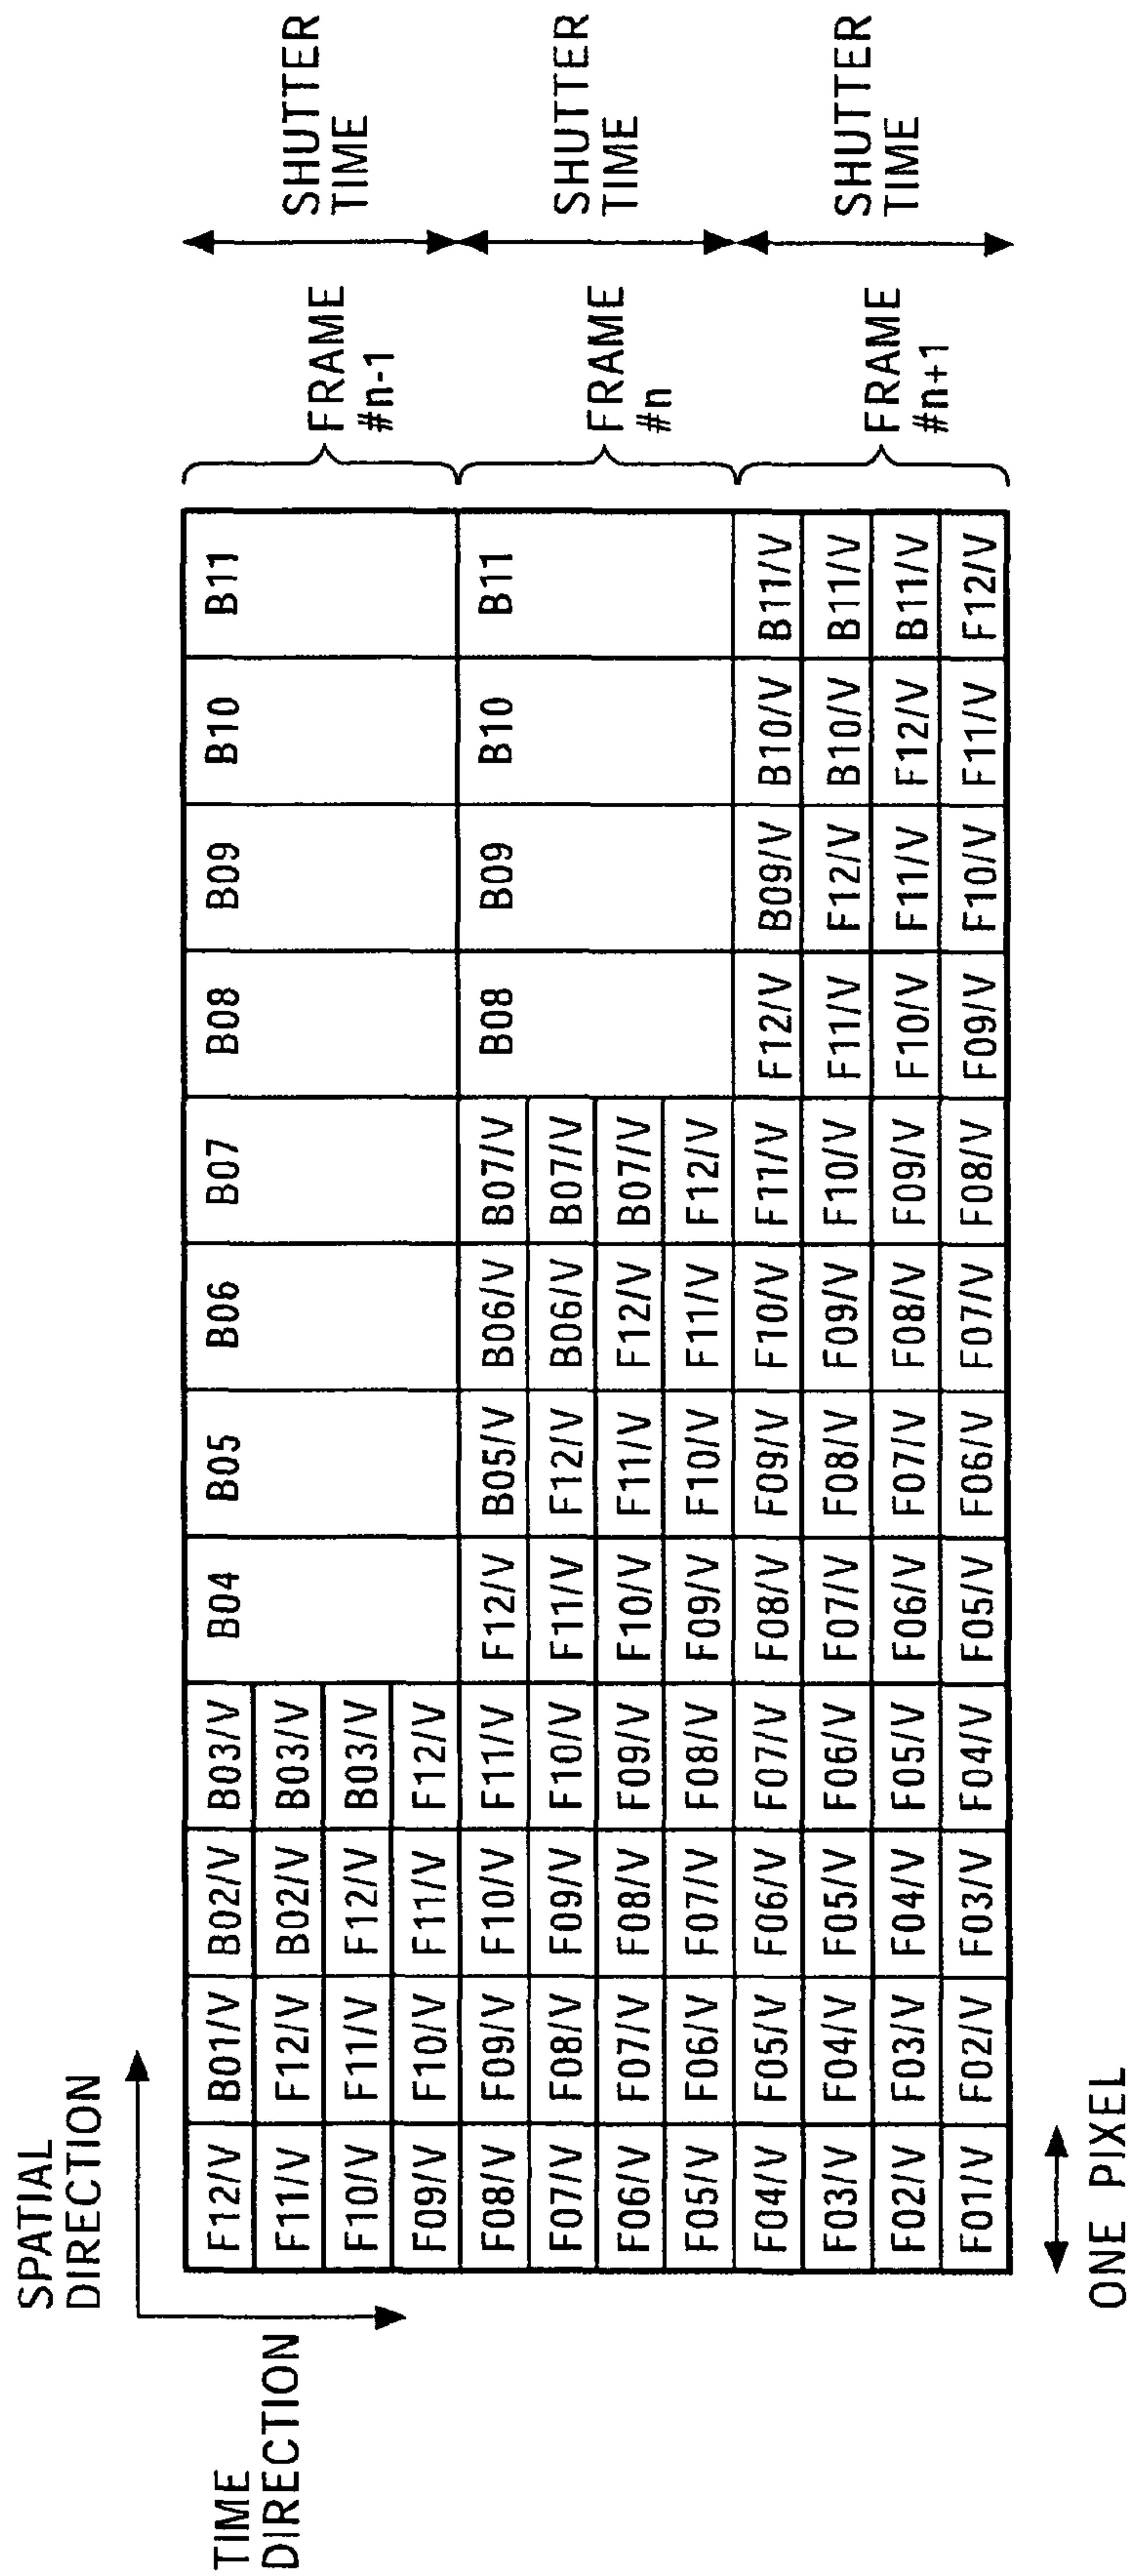 SPATIAL
DIRECTION
TIME
DIRECTION
F12/V B01/V B02/V B03/V B04 B05 B06 B07 B08 B09 B10 B11
F11/V F12/V B02/V B03/V
F10/V F11/V F12/V B03/V
F09/V F10/V F11/V F12/V
FRAME
#n-1
SHUTTER
TIME
F08/V F09/V F10/V F11/V F12/V B05/V B06/V B07/V B08 B09 B10 B11
F07/V F08/V F09/V F10/V F11/V F12/V B06/V B07/V
F06/V F07/V F08/V F09/V F10/V F11/V F12/V B07/V
F05/V F06/V F07/V F08/V F09/V F10/V F11/V F12/V
FRAME
#n
SHUTTER
TIME
F04/V F05/V F06/V F07/V F08/V F09/V F10/V F11/V F12/V B09/V B10/V B11/V
F03/V F04/V F05/V F06/V F07/V F08/V F09/V F10/V F11/V F12/V B10/V B11/V
F02/V F03/V F04/V F05/V F06/V F07/V F08/V F09/V F10/V F11/V F12/V B11/V
F01/V F02/V F03/V F04/V F05/V F06/V F07/V F08/V F09/V F10/V F11/V F12/V
FRAME
#n+1
SHUTTER
TIME
ONE PIXEL